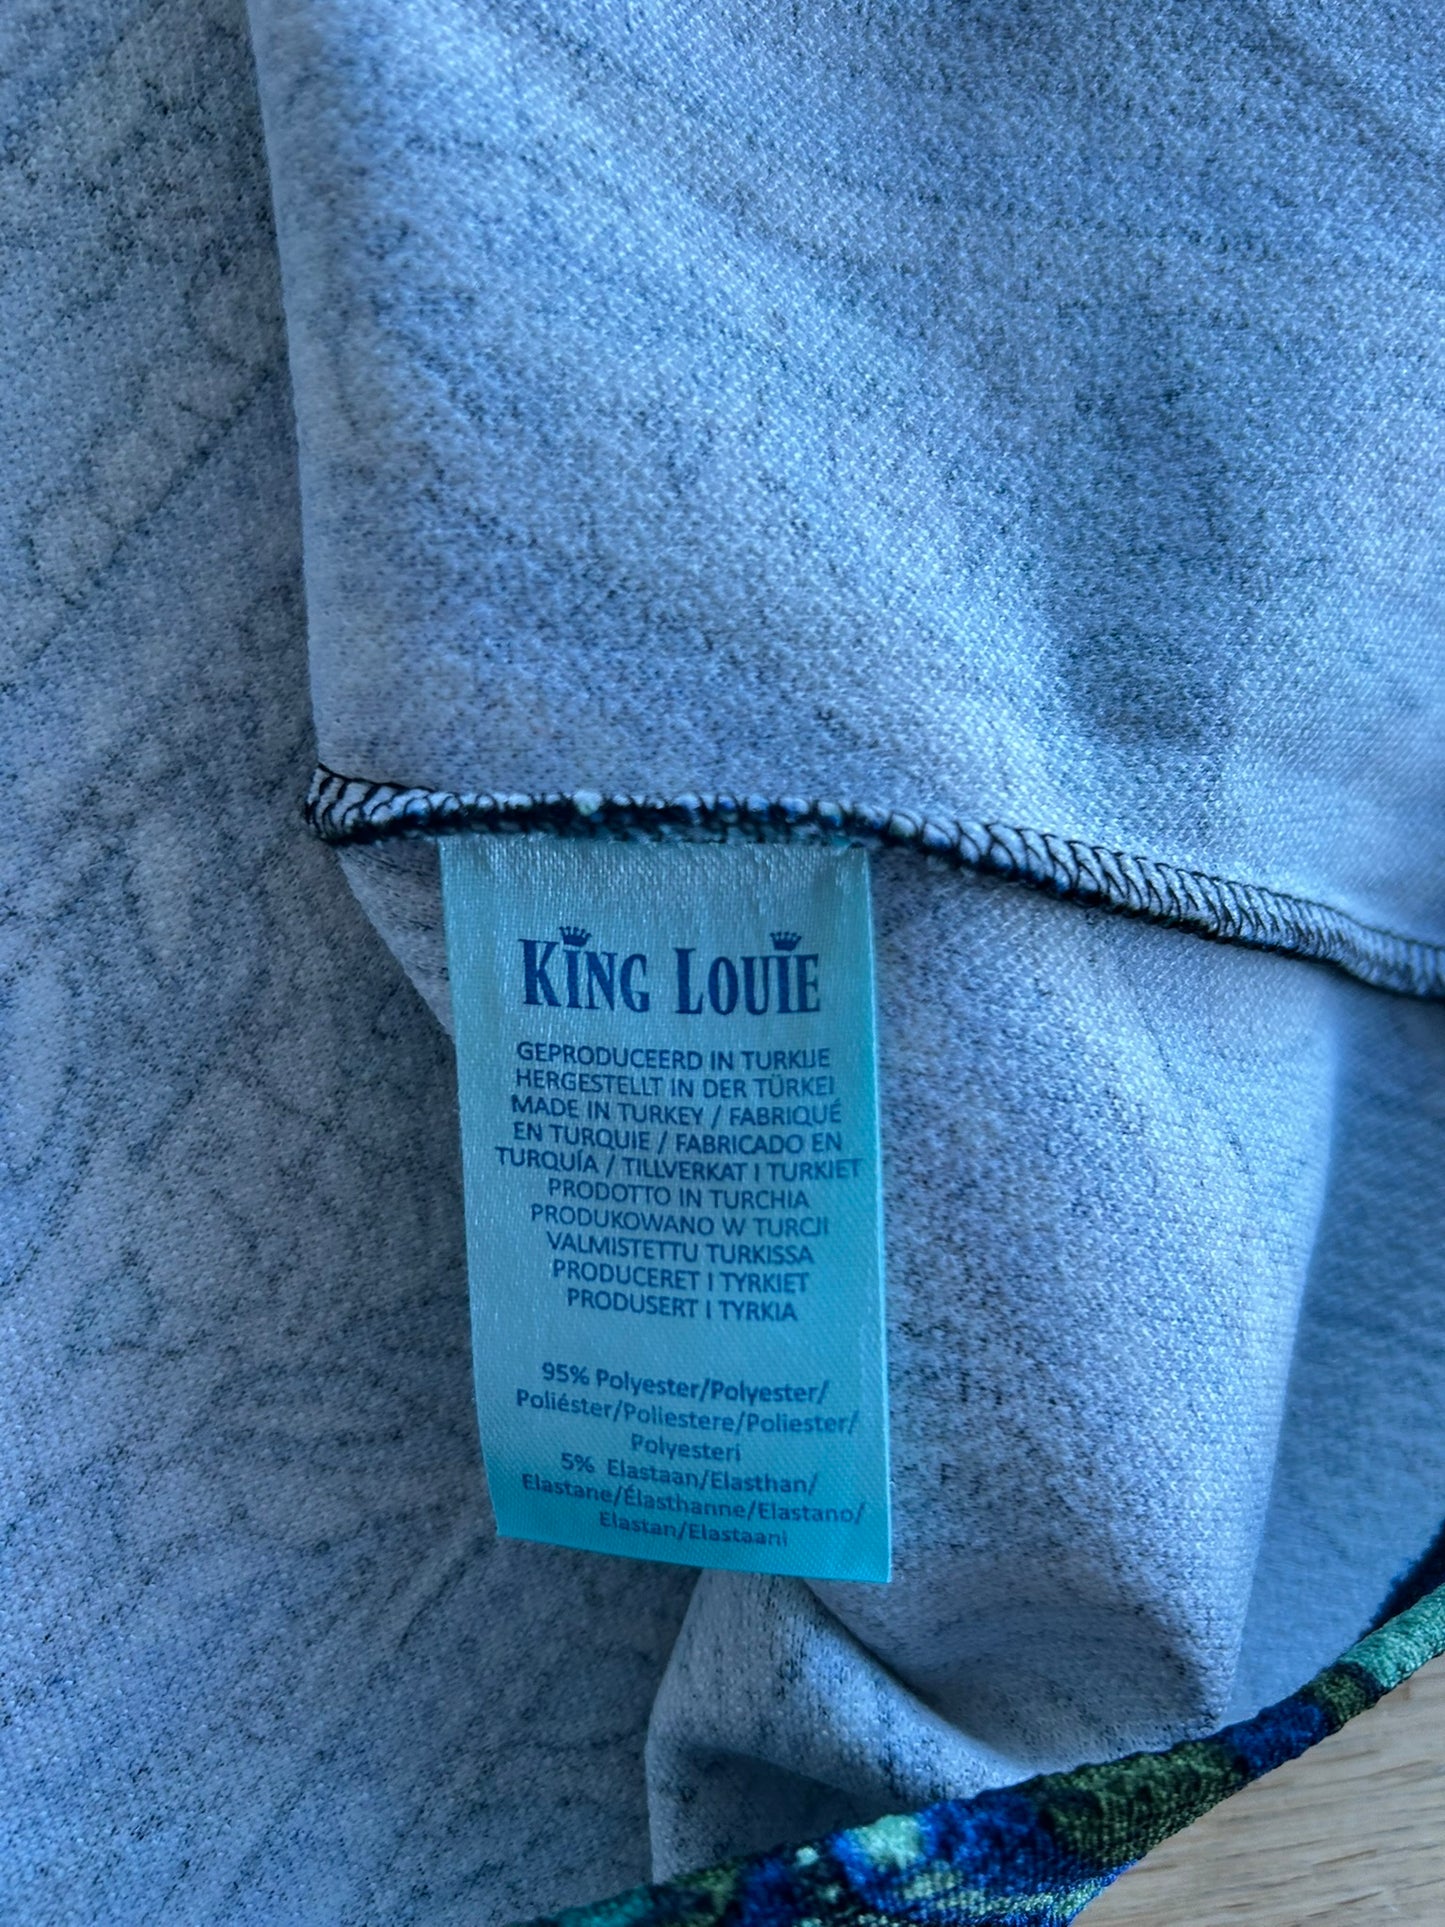 KING LOUIE
GEPRODUCEERD IN TURKIJE
HERGESTELLT IN DER TÜRKEI
MADE IN TURKEY / FABRIQUÉ
EN TURQUIE / FABRICADO EN
TURQUÍA / TILLVERKAT I TURKIET
PRODOTTO IN TURCHIA
PRODUKOWANO W TURCJI
VALMISTETTU TURKISSA
PRODUCERET I TYRKIET
PRODUSERT I TYRKIA
95% Polyester/Polyester/
Poliéster/Poliestere/Poliester/
Polyesteri
5% Elastaan/Elasthan/
Elastane/Élasthanne/Elastano/
Elastan/Elastaani